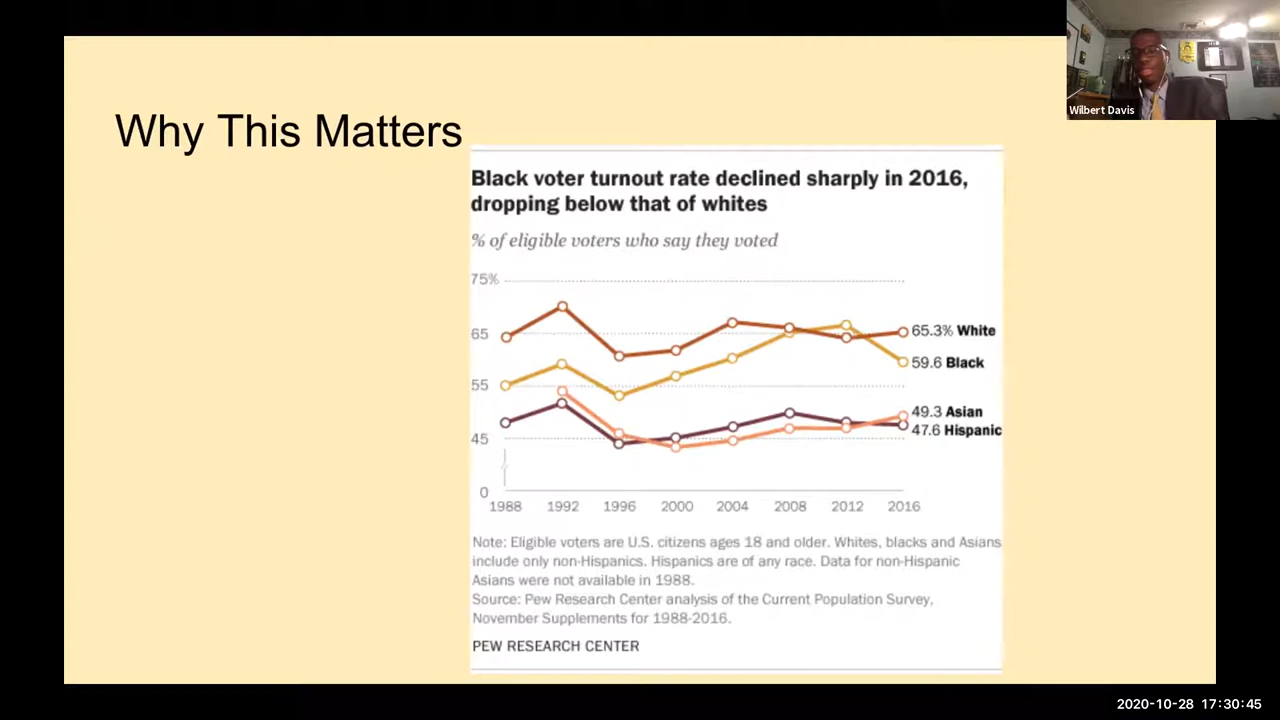 Wilbert Davis
Why This Matters
Black voter turnout rate declined sharply in 2016,
dropping below that of whites
% of eligible voters who say they voted
75%
65
55
45
0
65.3% White
59.6 Black
49.3 Asian
47.6 Hispanic
1988 1992 1996 2000 2004 2008 2012 2016
Note: Eligible voters are U.S. citizens ages 18 and older. Whites, blacks and Asians
include only non-Hispanics. Hispanics are of any race. Data for non-Hispanic
Asians were not available in 1988.
Source: Pew Research Center analysis of the Current Population Survey,
November Supplements for 1988-2016.
PEW RESEARCH CENTER
2020-10-28 17:30:45